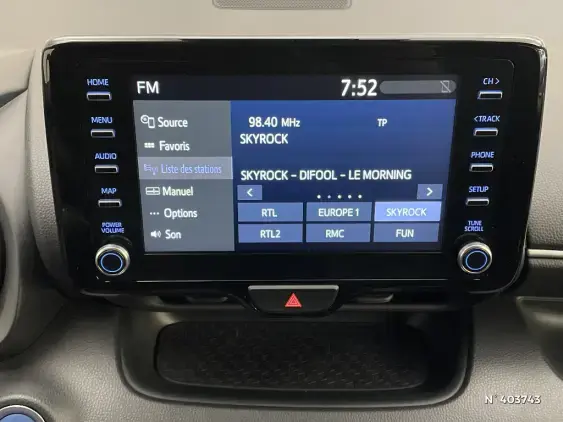 HOME
MENU
AUDIO
MAP
POWER
VOLUME
FM
7:52
Source
Favoris
Liste des stations
Manuel
Options
Son
98.40 MHz
TP
SKYROCK
SKYROCK - DIFOOL - LE MORNING
< >
RTL EUROPE 1 SKYROCK
RTL2 RMC FUN
CH >
< TRACK
PHONE
SETUP
TUNE
SCROLL
N° 403743